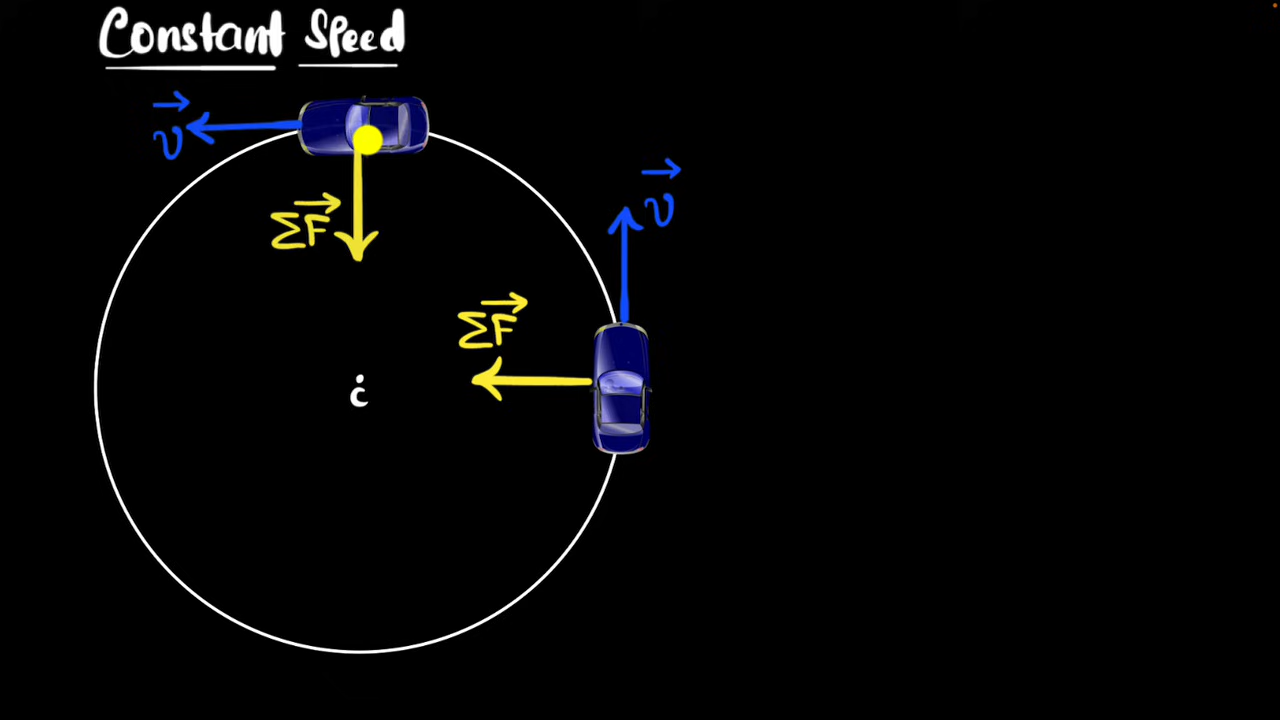 Constant Speed
v⃗
v⃗
ΣF⃗
ΣF⃗
c